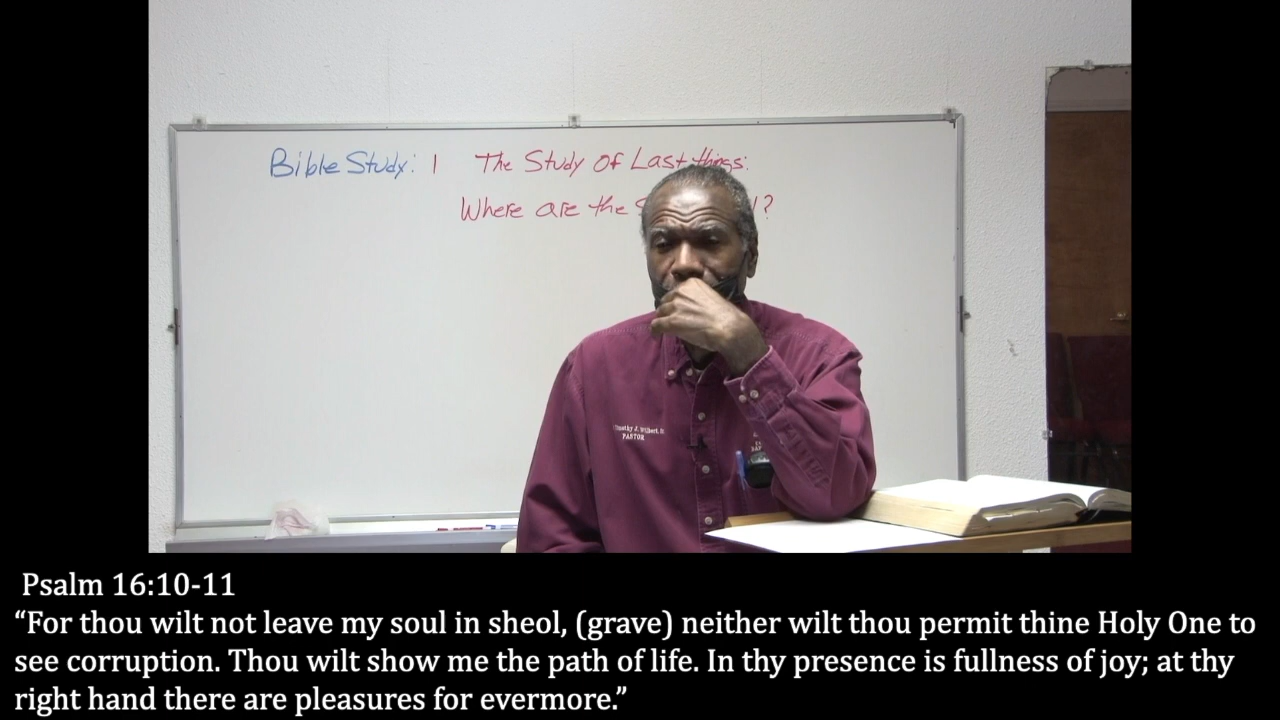 Bible Study: 1 The Study Of Last things:
Where are the
?
Timothy J. Wilbert, D.
PASTOR
Psalm 16:10-11
“For thou wilt not leave my soul in sheol, (grave) neither wilt thou permit thine Holy One to
see corruption. Thou wilt show me the path of life. In thy presence is fullness of joy; at thy
right hand there are pleasures for evermore.”